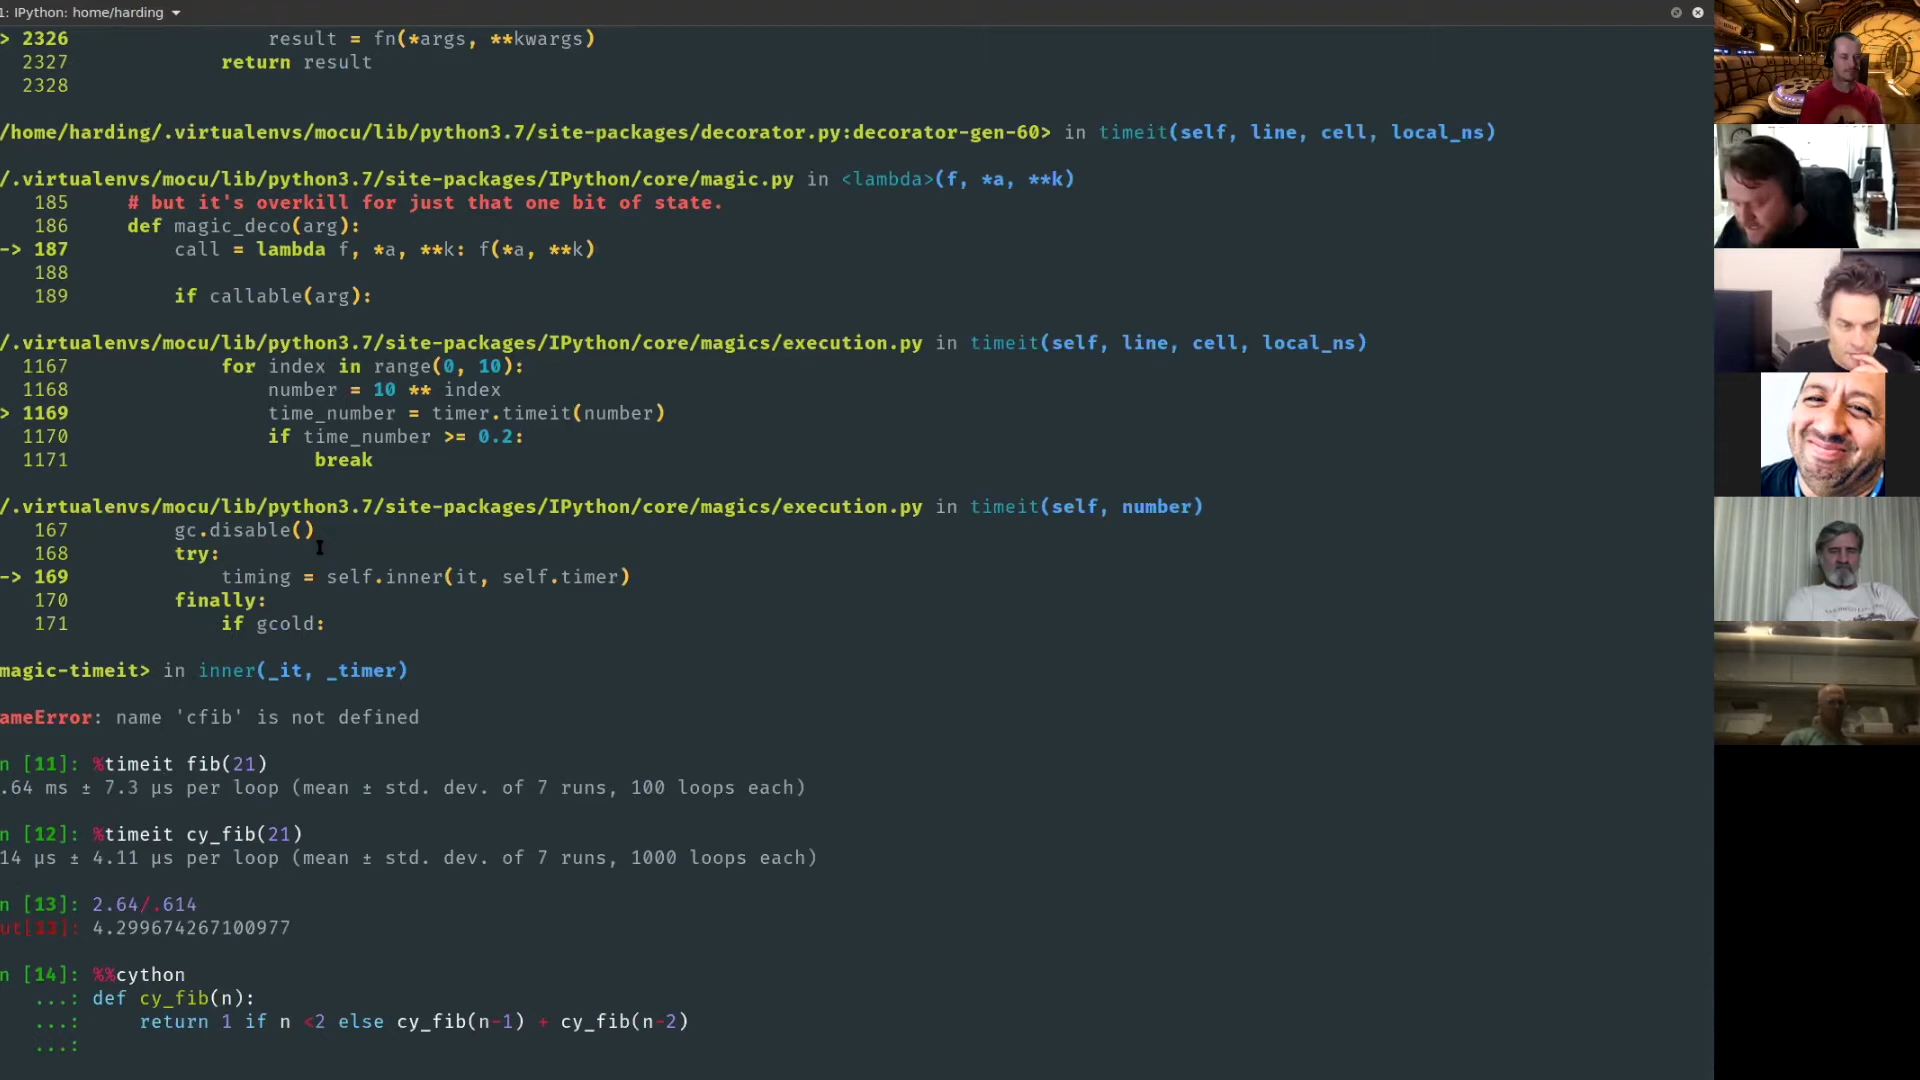 1: IPython: home/harding
> 2326 result = fn(*args, **kwargs)
2327 return result
2328
/home/harding/.virtualenvs/mocu/lib/python3.7/site-packages/decorator.py:decorator-gen-60> in timeit(self, line, cell, local_ns)
/.virtualenvs/mocu/lib/python3.7/site-packages/IPython/core/magic.py in <lambda>(f, *a, **k)
185 # but it's overkill for just that one bit of state.
186 def magic_deco(arg):
-> 187 call = lambda f, *a, **k: f(*a, **k)
188
189 if callable(arg):
/.virtualenvs/mocu/lib/python3.7/site-packages/IPython/core/magics/execution.py in timeit(self, line, cell, local_ns)
1167 for index in range(0, 10):
1168 number = 10 ** index
> 1169 time_number = timer.timeit(number)
1170 if time_number >= 0.2:
1171 break
/.virtualenvs/mocu/lib/python3.7/site-packages/IPython/core/magics/execution.py in timeit(self, number)
167 gc.disable()
168 try:
-> 169 timing = self.inner(it, self.timer)
170 finally:
171 if gcold:
magic-timeit> in inner(_it, _timer)
ameError: name 'cfib' is not defined
n [11]: %timeit fib(21)
.64 ms ± 7.3 µs per loop (mean ± std. dev. of 7 runs, 100 loops each)
n [12]: %timeit cy_fib(21)
14 µs ± 4.11 µs per loop (mean ± std. dev. of 7 runs, 1000 loops each)
n [13]: 2.64/.614
ut[13]: 4.299674267100977
n [14]: %%cython
...: def cy_fib(n):
...: return 1 if n <2 else cy_fib(n-1) + cy_fib(n-2)
...: